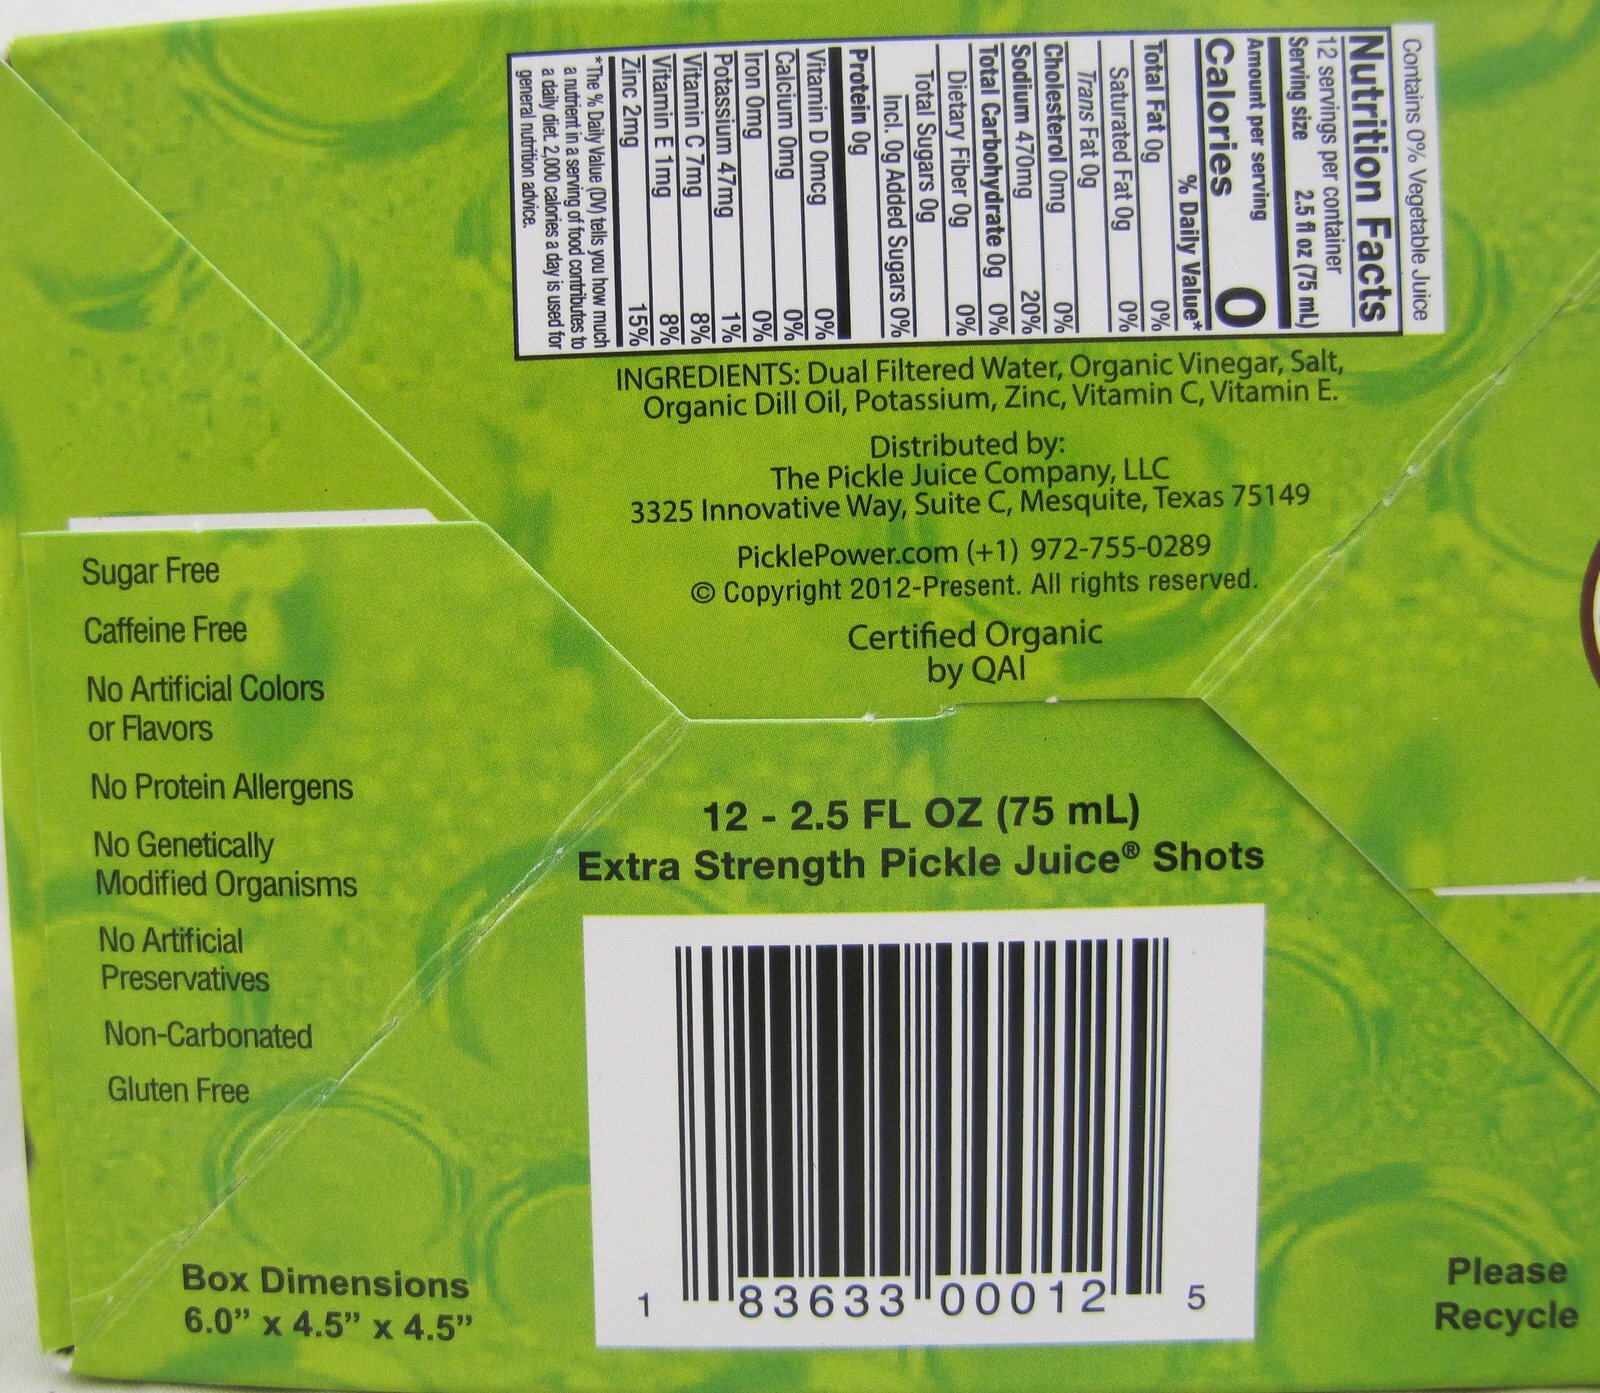 Contains 0% Vegetable Juice
Nutrition Facts
12 servings per container
Serving size 2.5 fl oz (75 mL)
Amount per serving
Calories 0
% Daily Value*
Total Fat 0g 0%
Saturated Fat 0g 0%
Trans Fat 0g
Cholesterol 0mg 0%
Sodium 470mg 20%
Total Carbohydrate 0g 0%
Dietary Fiber 0g 0%
Total Sugars 0g
Incl. 0g Added Sugars 0%
Protein 0g
Vitamin D 0mcg 0%
Calcium 0mg 0%
Iron 0mg 0%
Potassium 47mg 1%
Vitamin C 7mg 8%
Vitamin E 1mg 8%
Zinc 2mg 15%
*The % Daily Value (DV) tells you how much
a nutrient in a serving of food contributes to
a daily diet. 2,000 calories a day is used for
general nutrition advice.
INGREDIENTS: Dual Filtered Water, Organic Vinegar, Salt,
Organic Dill Oil, Potassium, Zinc, Vitamin C, Vitamin E.
Distributed by:
The Pickle Juice Company, LLC
3325 Innovative Way, Suite C, Mesquite, Texas 75149
PicklePower.com (+1) 972-755-0289
© Copyright 2012-Present. All rights reserved.
Certified Organic
by QAI
Sugar Free
Caffeine Free
No Artificial Colors
or Flavors
No Protein Allergens
No Genetically
Modified Organisms
No Artificial
Preservatives
Non-Carbonated
Gluten Free
12 - 2.5 FL OZ (75 mL)
Extra Strength Pickle Juice® Shots
1 83633 00012 5
Box Dimensions
6.0” x 4.5” x 4.5”
Please
Recycle